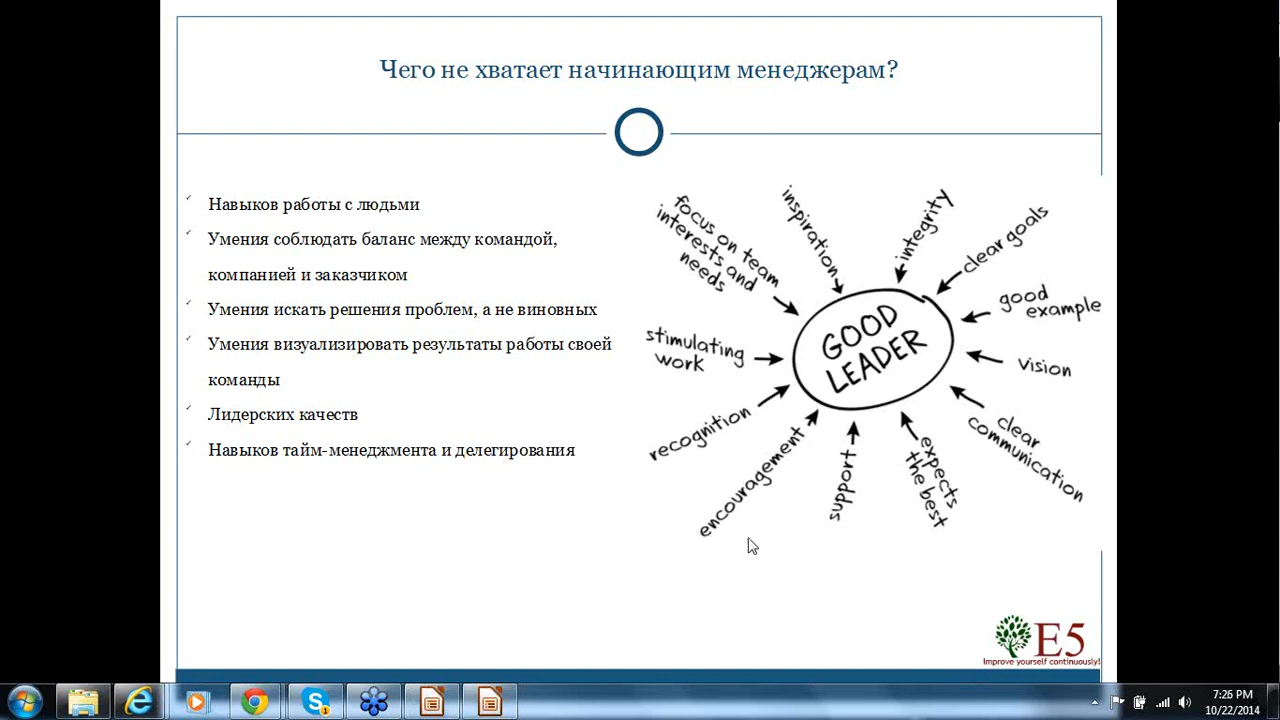 Чего не хватает начинающим менеджерам?
Навыков работы с людьми
Умения соблюдать баланс между командой,
компанией и заказчиком
Умения искать решения проблем, а не виновных
Умения визуализировать результаты работы своей
команды
Лидерских качеств
Навыков тайм-менеджмента и делегирования
focus on team
interests and
needs
inspiration
integrity
clear goals
good
example
vision
clear
communication
expects
the best
support
encouragement
recognition
stimulating
work
GOOD
LEADER
E5
Improve yourself continuously!
S
1
7:26 PM
10/22/2014